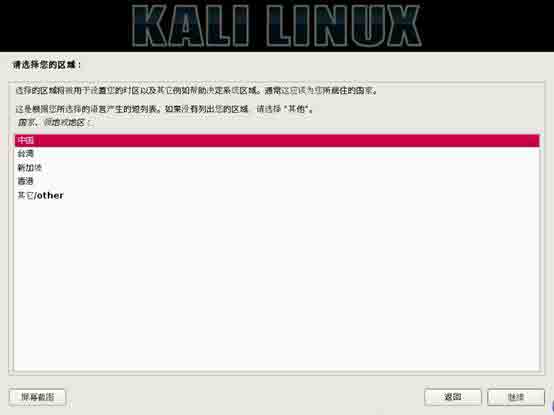 KALI LINUX
请选择您的区域：
选择的区域将被用于设置您的时区以及其它例如帮助决定系统区域。通常这应该为您所居住的国家。
这是根据您所选择的语言产生的短列表。如果没有列出您的区域，请选择 "其他"。
国家、领地或地区：
中国
台湾
新加坡
香港
其它/other
屏幕截图
返回
继续